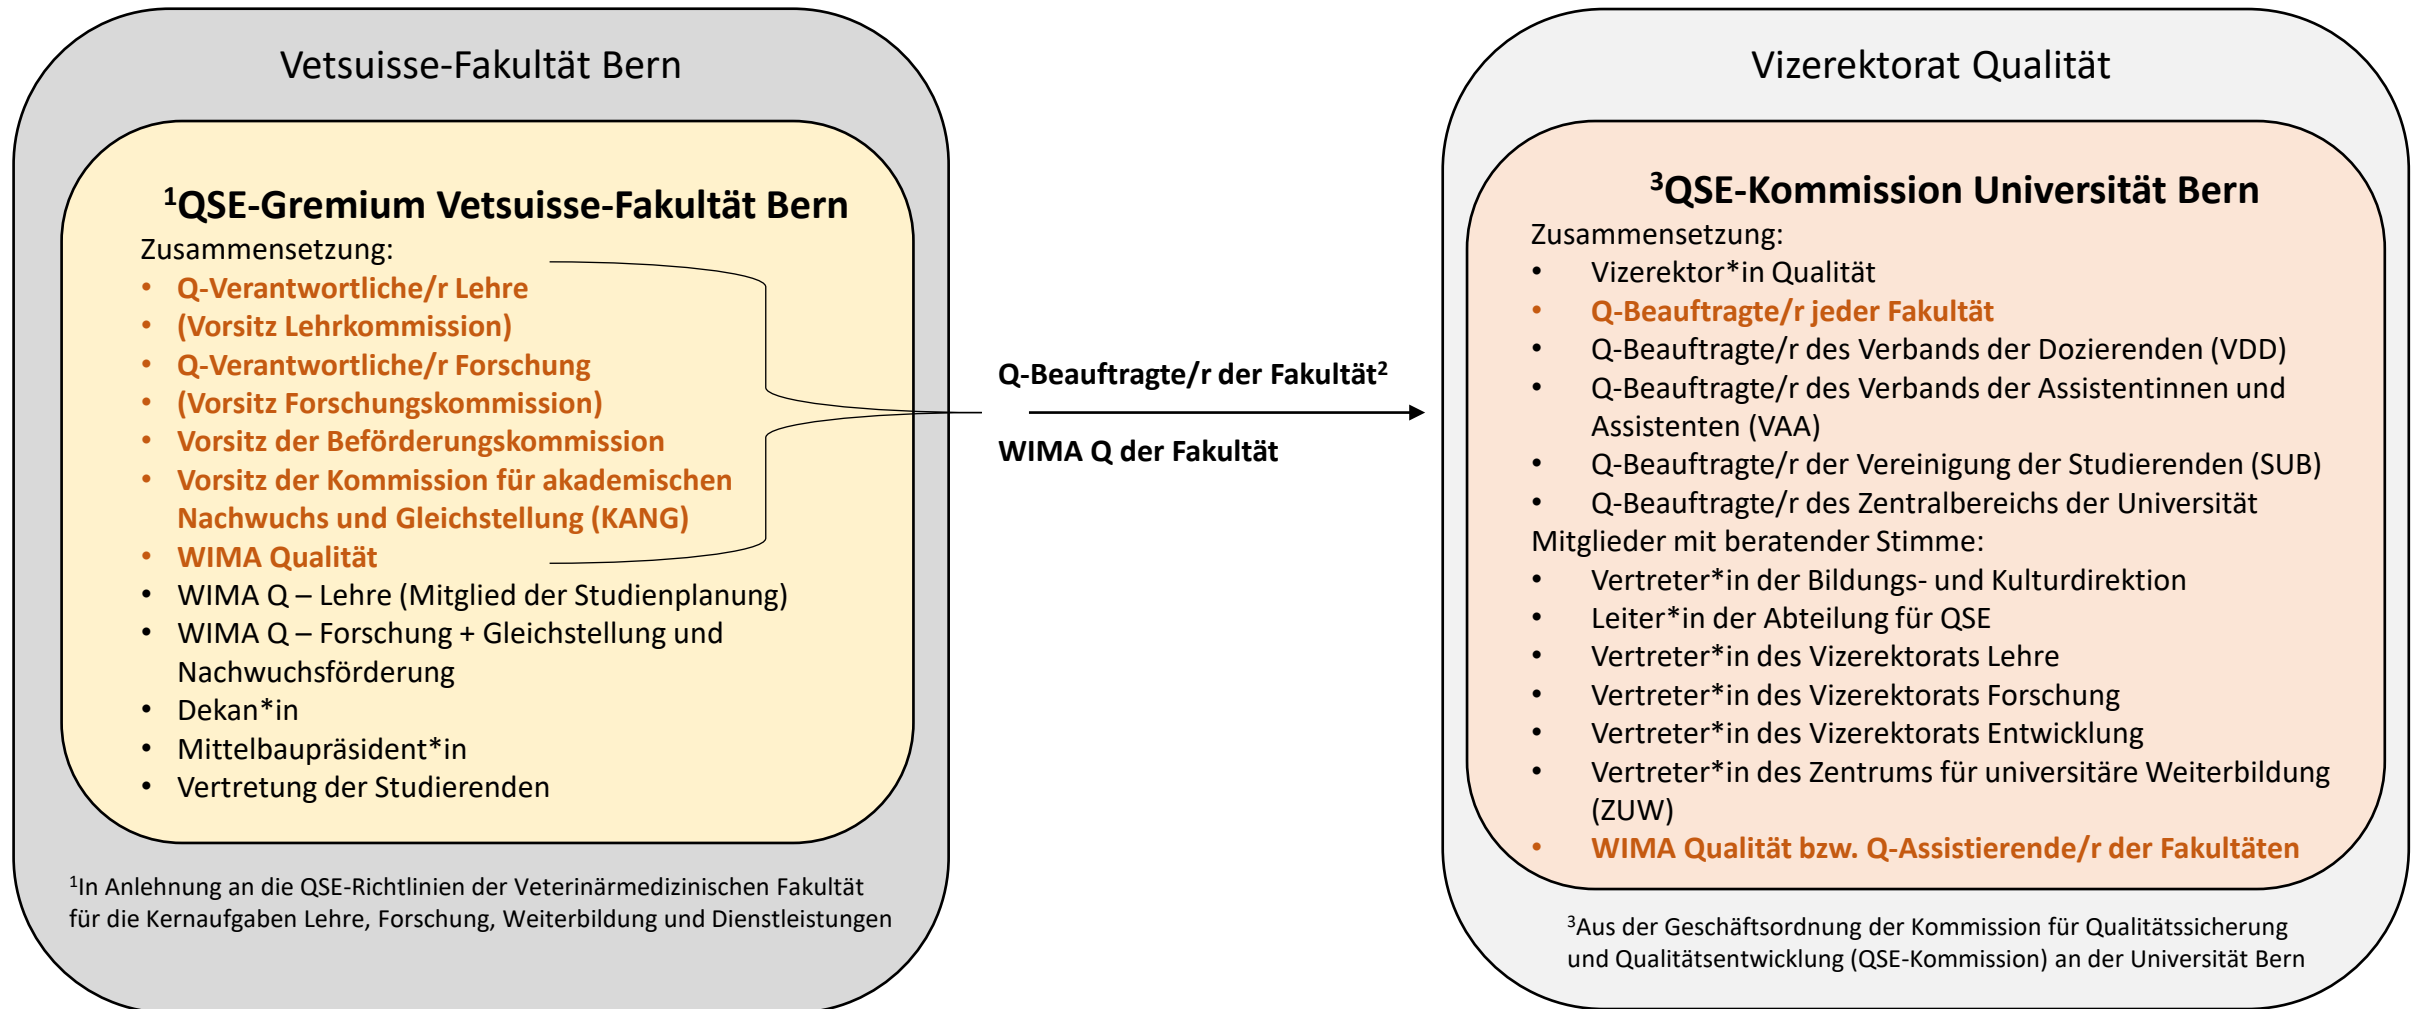 Vetsuisse-Fakultät Bern
¹QSE-Gremium Vetsuisse-Fakultät Bern
Zusammensetzung:
• Q-Verantwortliche/r Lehre
• (Vorsitz Lehrkommission)
• Q-Verantwortliche/r Forschung
• (Vorsitz Forschungskommission)
• Vorsitz der Beförderungskommission
• Vorsitz der Kommission für akademischen
Nachwuchs und Gleichstellung (KANG)
• WIMA Qualität
• WIMA Q – Lehre (Mitglied der Studienplanung)
• WIMA Q – Forschung + Gleichstellung und
Nachwuchsförderung
• Dekan*in
• Mittelbaupräsident*in
• Vertretung der Studierenden
¹In Anlehnung an die QSE-Richtlinien der Veterinärmedizinischen Fakultät
für die Kernaufgaben Lehre, Forschung, Weiterbildung und Dienstleistungen
Q-Beauftragte/r der Fakultät²
WIMA Q der Fakultät
Vizerektorat Qualität
³QSE-Kommission Universität Bern
Zusammensetzung:
• Vizerektor*in Qualität
• Q-Beauftragte/r jeder Fakultät
• Q-Beauftragte/r des Verbands der Dozierenden (VDD)
• Q-Beauftragte/r des Verbands der Assistentinnen und
Assistenten (VAA)
• Q-Beauftragte/r der Vereinigung der Studierenden (SUB)
• Q-Beauftragte/r des Zentralbereichs der Universität
Mitglieder mit beratender Stimme:
• Vertreter*in der Bildungs- und Kulturdirektion
• Leiter*in der Abteilung für QSE
• Vertreter*in des Vizerektorats Lehre
• Vertreter*in des Vizerektorats Forschung
• Vertreter*in des Vizerektorats Entwicklung
• Vertreter*in des Zentrums für universitäre Weiterbildung
(ZUW)
• WIMA Qualität bzw. Q-Assistierende/r der Fakultäten
³Aus der Geschäftsordnung der Kommission für Qualitätssicherung
und Qualitätsentwicklung (QSE-Kommission) an der Universität Bern